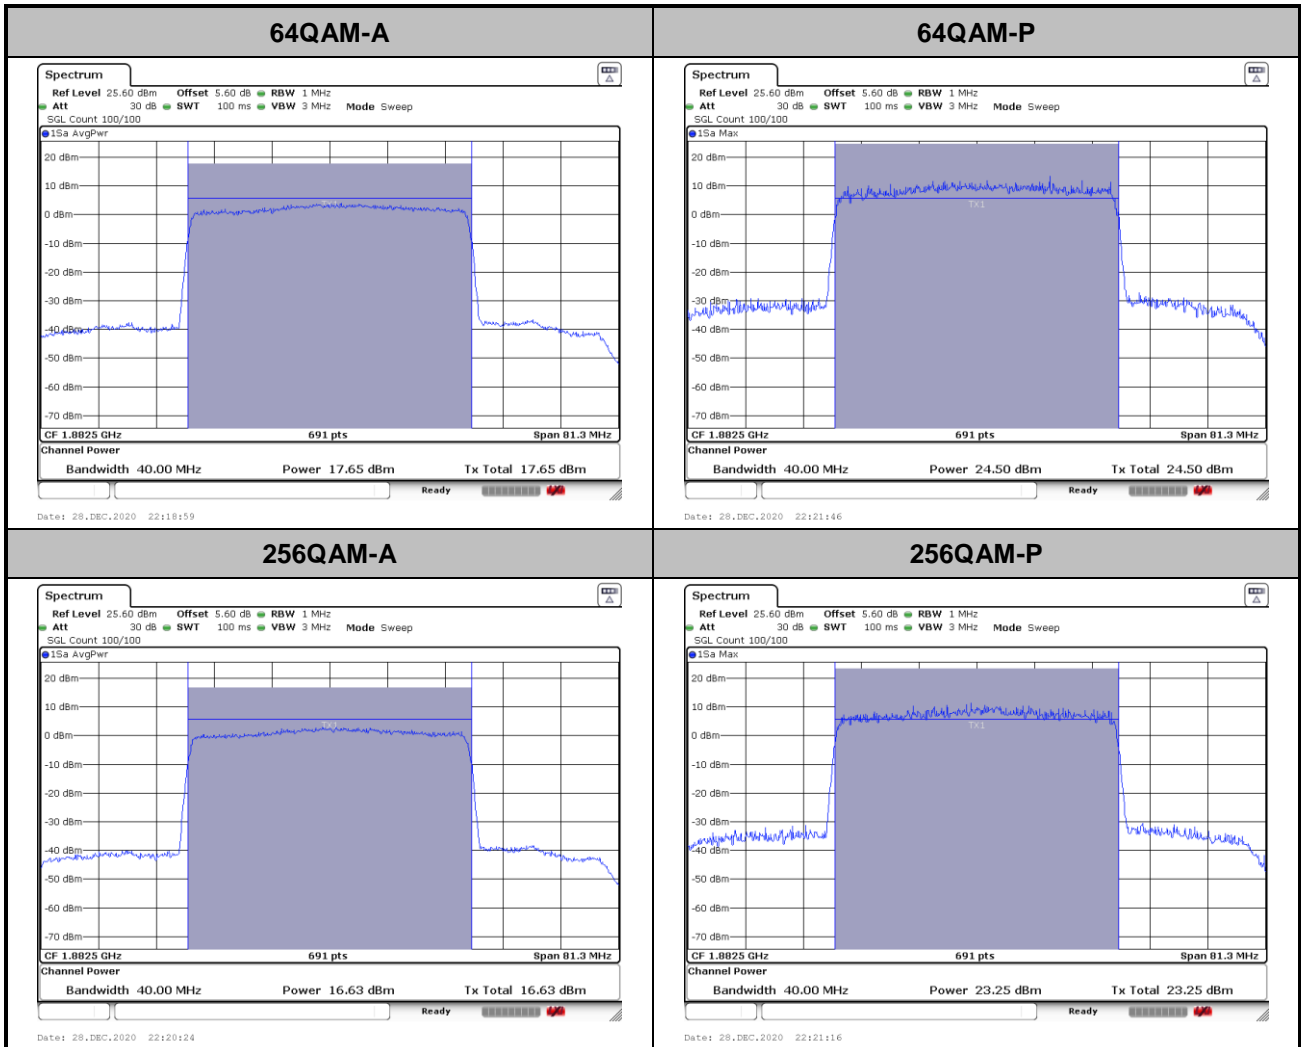 64QAM-A
64QAM-P
Spectrum
Ref Level 25.60 dBm Offset 5.60 dB RBW 1 MHz
Att 30 dB SWT 100 ms VBW 3 MHz Mode Sweep
SGL Count 100/100
1Sa AvgPwr
20 dBm
10 dBm
0 dBm
-10 dBm
-20 dBm
-30 dBm
-40 dBm
-50 dBm
-60 dBm
-70 dBm
CF 1.8825 GHz 691 pts Span 81.3 MHz
Channel Power
Bandwidth 40.00 MHz Power 17.65 dBm Tx Total 17.65 dBm
Ready
Date: 28.DEC.2020 22:18:59
Spectrum
Ref Level 25.60 dBm Offset 5.60 dB RBW 1 MHz
Att 30 dB SWT 100 ms VBW 3 MHz Mode Sweep
SGL Count 100/100
1Sa Max
20 dBm
10 dBm
TX1
0 dBm
-10 dBm
-20 dBm
-30 dBm
-40 dBm
-50 dBm
-60 dBm
-70 dBm
CF 1.8825 GHz 691 pts Span 81.3 MHz
Channel Power
Bandwidth 40.00 MHz Power 24.50 dBm Tx Total 24.50 dBm
Ready
Date: 28.DEC.2020 22:21:46
256QAM-A
256QAM-P
Spectrum
Ref Level 25.60 dBm Offset 5.60 dB RBW 1 MHz
Att 30 dB SWT 100 ms VBW 3 MHz Mode Sweep
SGL Count 100/100
1Sa AvgPwr
20 dBm
10 dBm
TX1
0 dBm
-10 dBm
-20 dBm
-30 dBm
-40 dBm
-50 dBm
-60 dBm
-70 dBm
CF 1.8825 GHz 691 pts Span 81.3 MHz
Channel Power
Bandwidth 40.00 MHz Power 16.63 dBm Tx Total 16.63 dBm
Ready
Date: 28.DEC.2020 22:20:24
Spectrum
Ref Level 25.60 dBm Offset 5.60 dB RBW 1 MHz
Att 30 dB SWT 100 ms VBW 3 MHz Mode Sweep
SGL Count 100/100
1Sa Max
20 dBm
10 dBm
TX1
0 dBm
-10 dBm
-20 dBm
-30 dBm
-40 dBm
-50 dBm
-60 dBm
-70 dBm
CF 1.8825 GHz 691 pts Span 81.3 MHz
Channel Power
Bandwidth 40.00 MHz Power 23.25 dBm Tx Total 23.25 dBm
Ready
Date: 28.DEC.2020 22:21:16